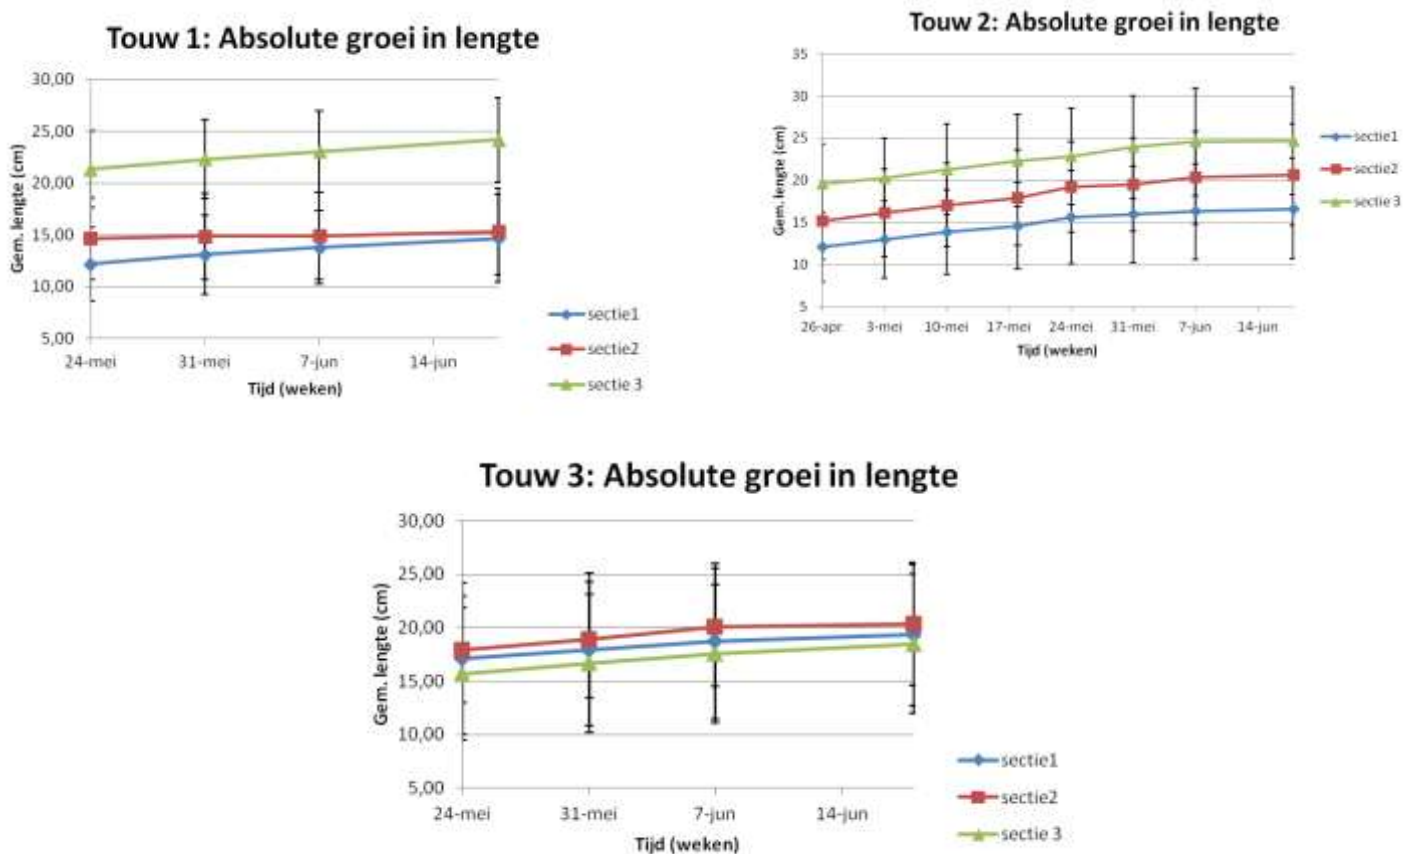 Touw 1: Absolute groei in lengte
30,00
25,00
20,00
15,00
10,00
5,00
Gem. lengte (cm)
24-mei 31-mei 7-jun 14-jun
Tijd (weken)
sectie1
sectie2
sectie 3
Touw 2: Absolute groei in lengte
35
30
25
20
15
10
5
Gem. lengte (cm)
26-apr 3-mei 10-mei 17-mei 24-mei 31-mei 7-jun 14-jun
Tijd (weken)
sectie1
sectie2
sectie 3
Touw 3: Absolute groei in lengte
30,00
25,00
20,00
15,00
10,00
5,00
Gem. lengte (cm)
24-mei 31-mei 7-jun 14-jun
Tijd (weken)
sectie1
sectie2
sectie 3